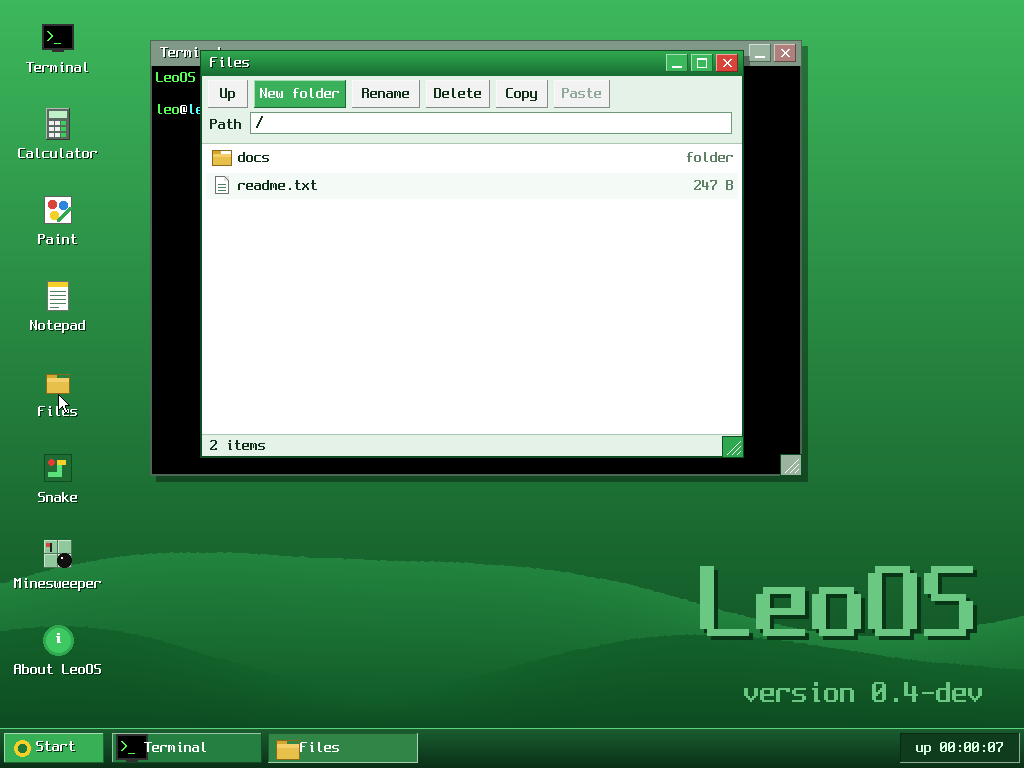 Terminal
Calculator
Paint
Notepad
Files
Snake
Minesweeper
About LeoOS
Files
Up New folder Rename Delete Copy Paste
Path /
docs folder
readme.txt 247 B
2 items
LeoOS
leo@
LeoOS
version 0.4-dev
Start Terminal Files up 00:00:07